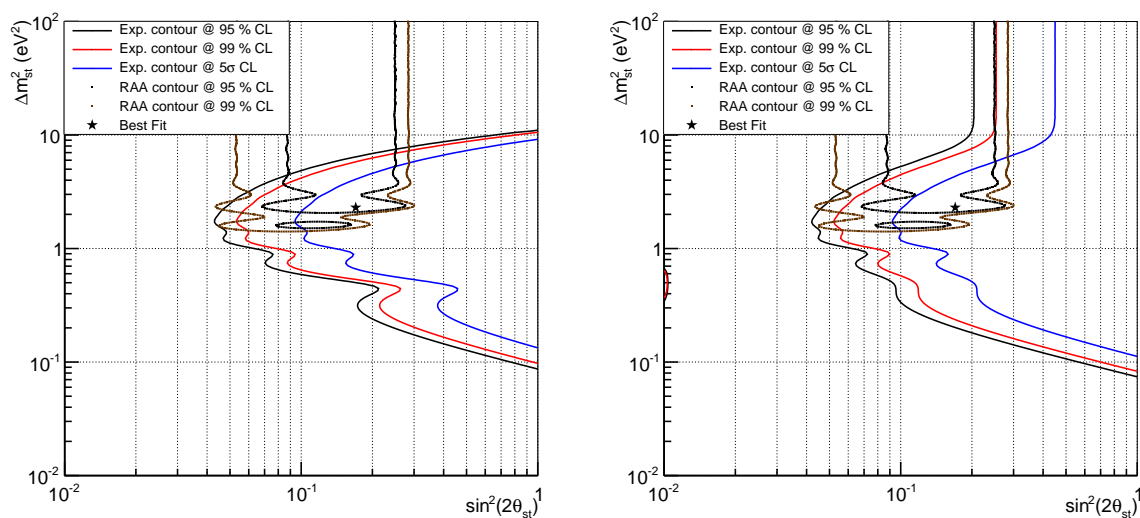 Δm²st (eV²)
10²
10
1
10⁻¹
10⁻²
Exp. contour @ 95 % CL
Exp. contour @ 99 % CL
Exp. contour @ 5σ CL
RAA contour @ 95 % CL
RAA contour @ 99 % CL
Best Fit
10⁻²
10⁻¹
1
sin²(2θst)
Δm²st (eV²)
10²
10
1
10⁻¹
10⁻²
Exp. contour @ 95 % CL
Exp. contour @ 99 % CL
Exp. contour @ 5σ CL
RAA contour @ 95 % CL
RAA contour @ 99 % CL
Best Fit
10⁻²
10⁻¹
1
sin²(2θst)